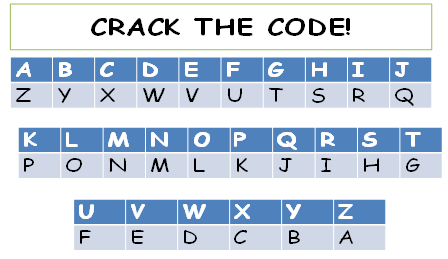 CRACK THE CODE!
A B C D E F G H I J
Z Y X W V U T S R Q
K L M N O P Q R S T
P O N M L K J I H G
U V W X Y Z
F E D C B A